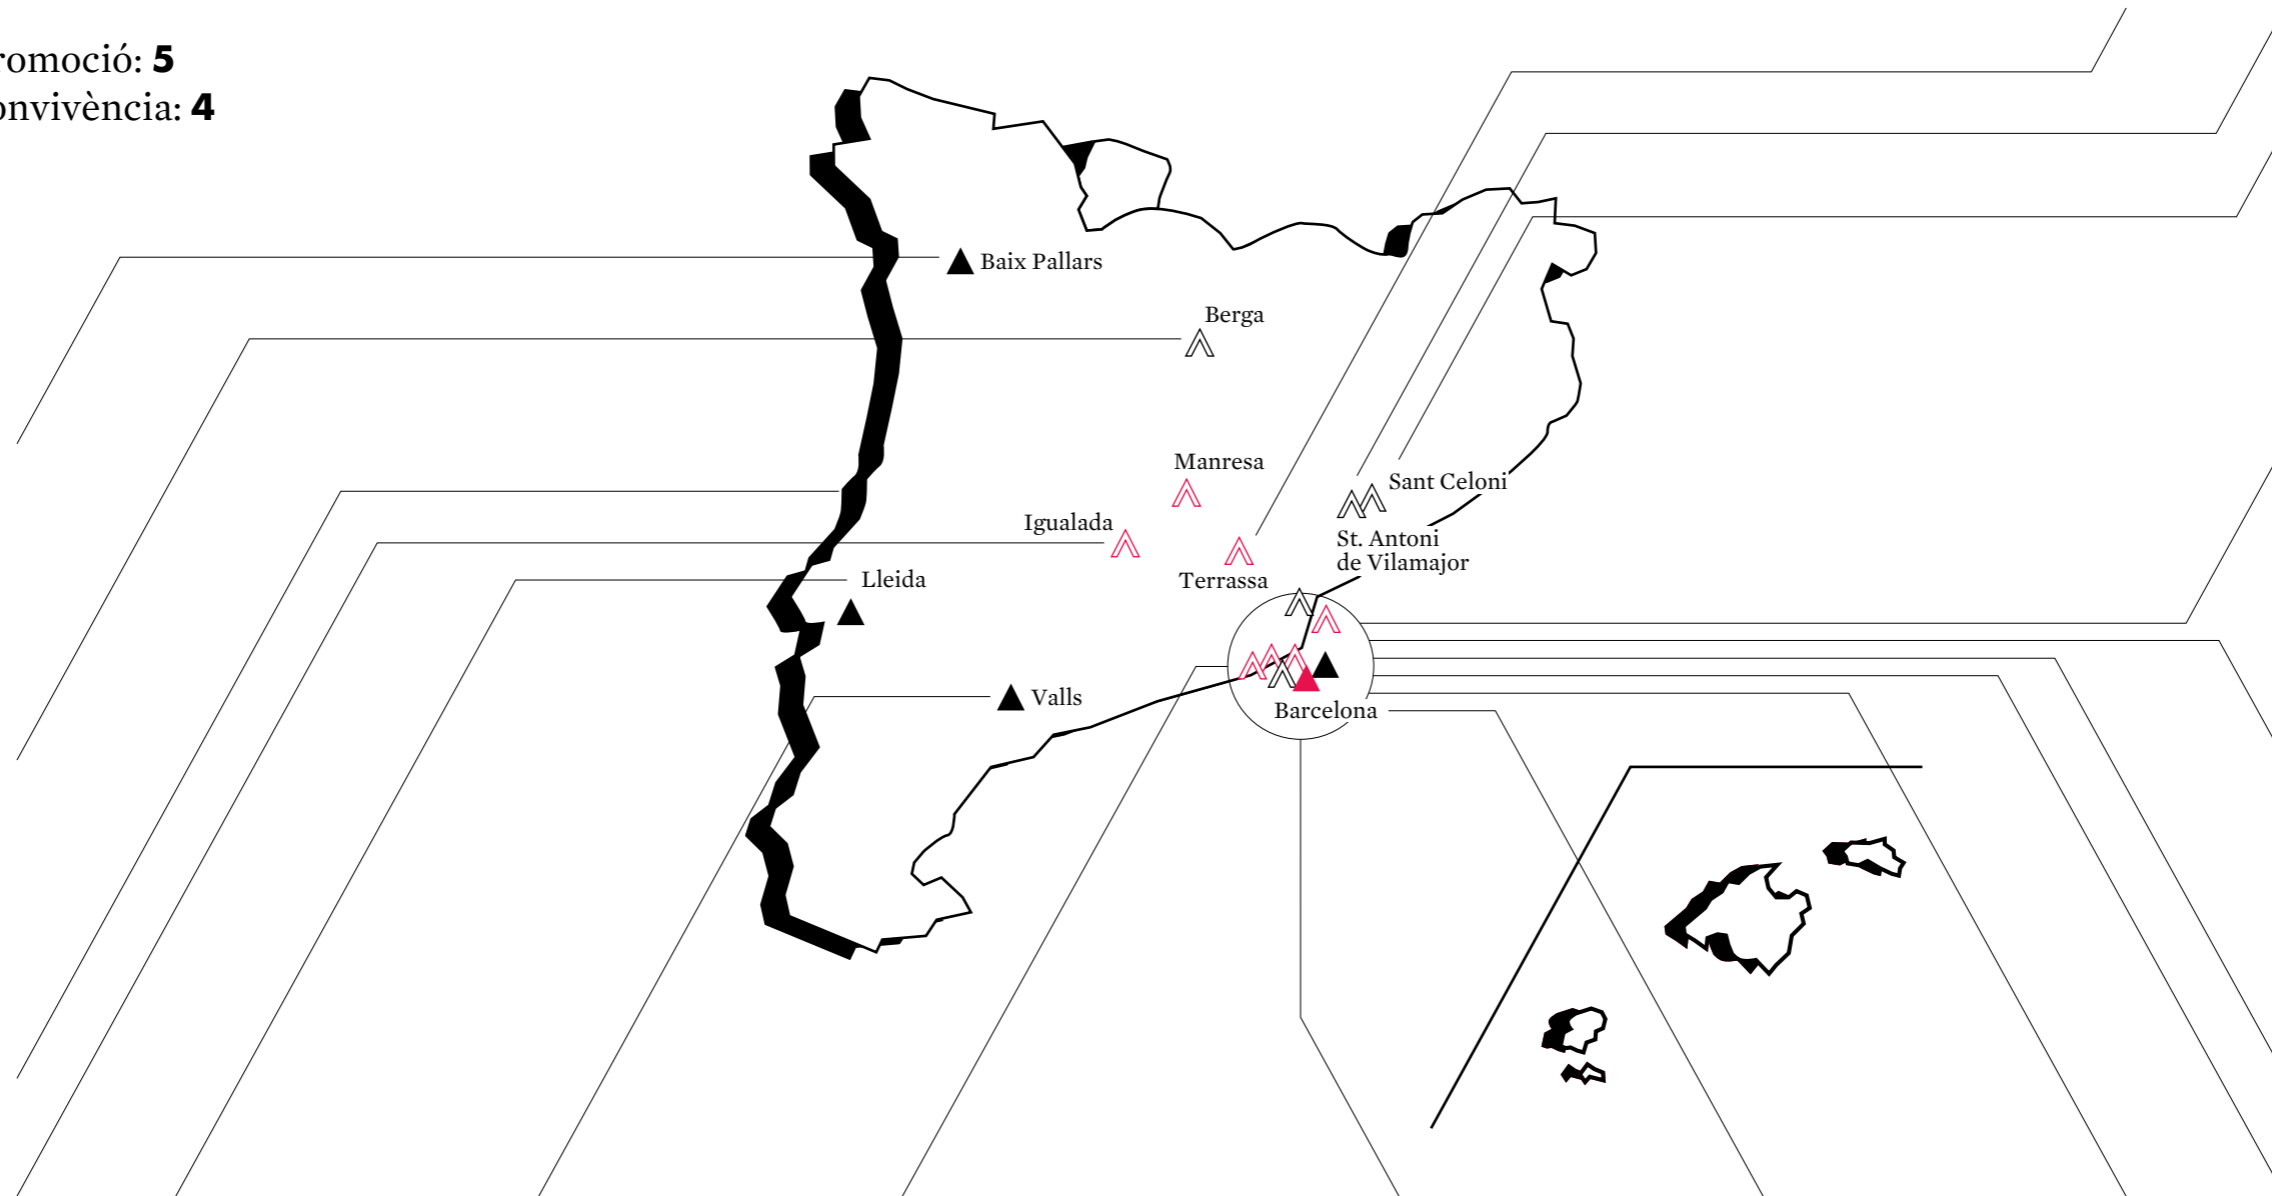 romoció: 5
onvivència: 4
Baix Pallars
Berga
Manresa
Sant Celoni
Igualada
St. Antoni
de Vilamajor
Terrassa
Lleida
Valls
Barcelona